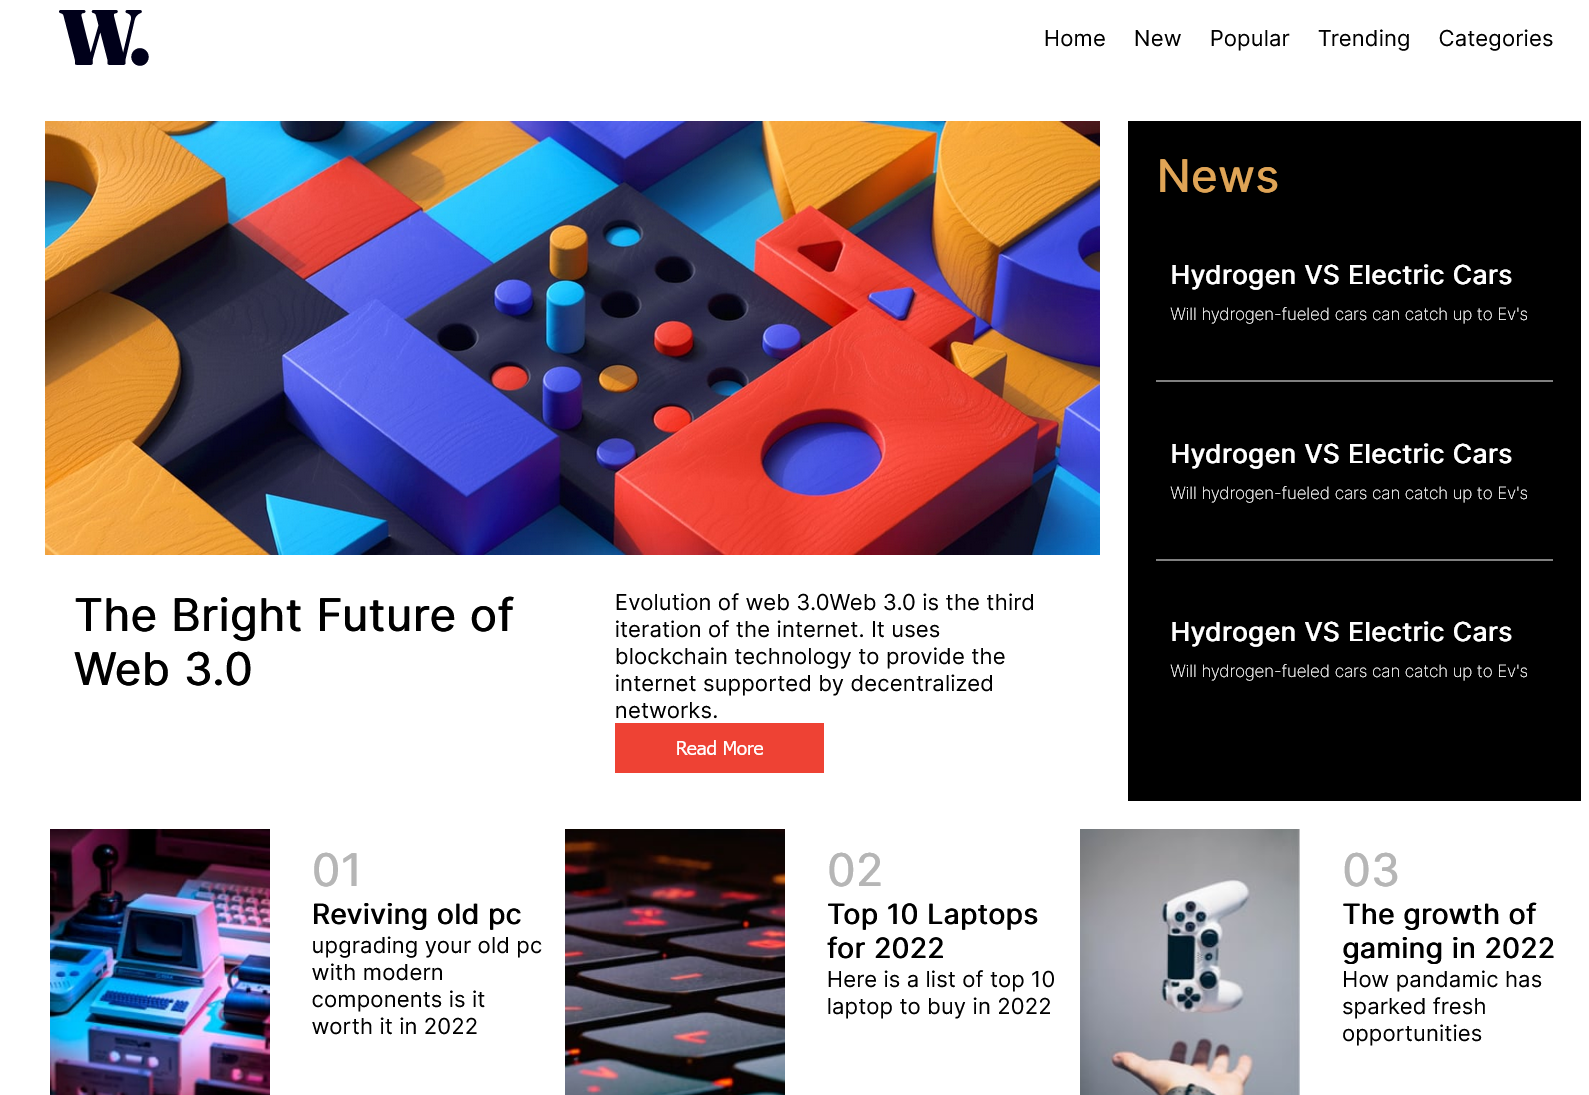 W.
Home New Popular Trending Categories
News
Hydrogen VS Electric Cars
Will hydrogen-fueled cars can catch up to Ev's
Hydrogen VS Electric Cars
Will hydrogen-fueled cars can catch up to Ev's
Hydrogen VS Electric Cars
Will hydrogen-fueled cars can catch up to Ev's
The Bright Future of
Web 3.0
Evolution of web 3.0Web 3.0 is the third
iteration of the internet. It uses
blockchain technology to provide the
internet supported by decentralized
networks.
Read More
01
Reviving old pc
upgrading your old pc
with modern
components is it
worth it in 2022
02
Top 10 Laptops
for 2022
Here is a list of top 10
laptop to buy in 2022
03
The growth of
gaming in 2022
How pandamic has
sparked fresh
opportunities